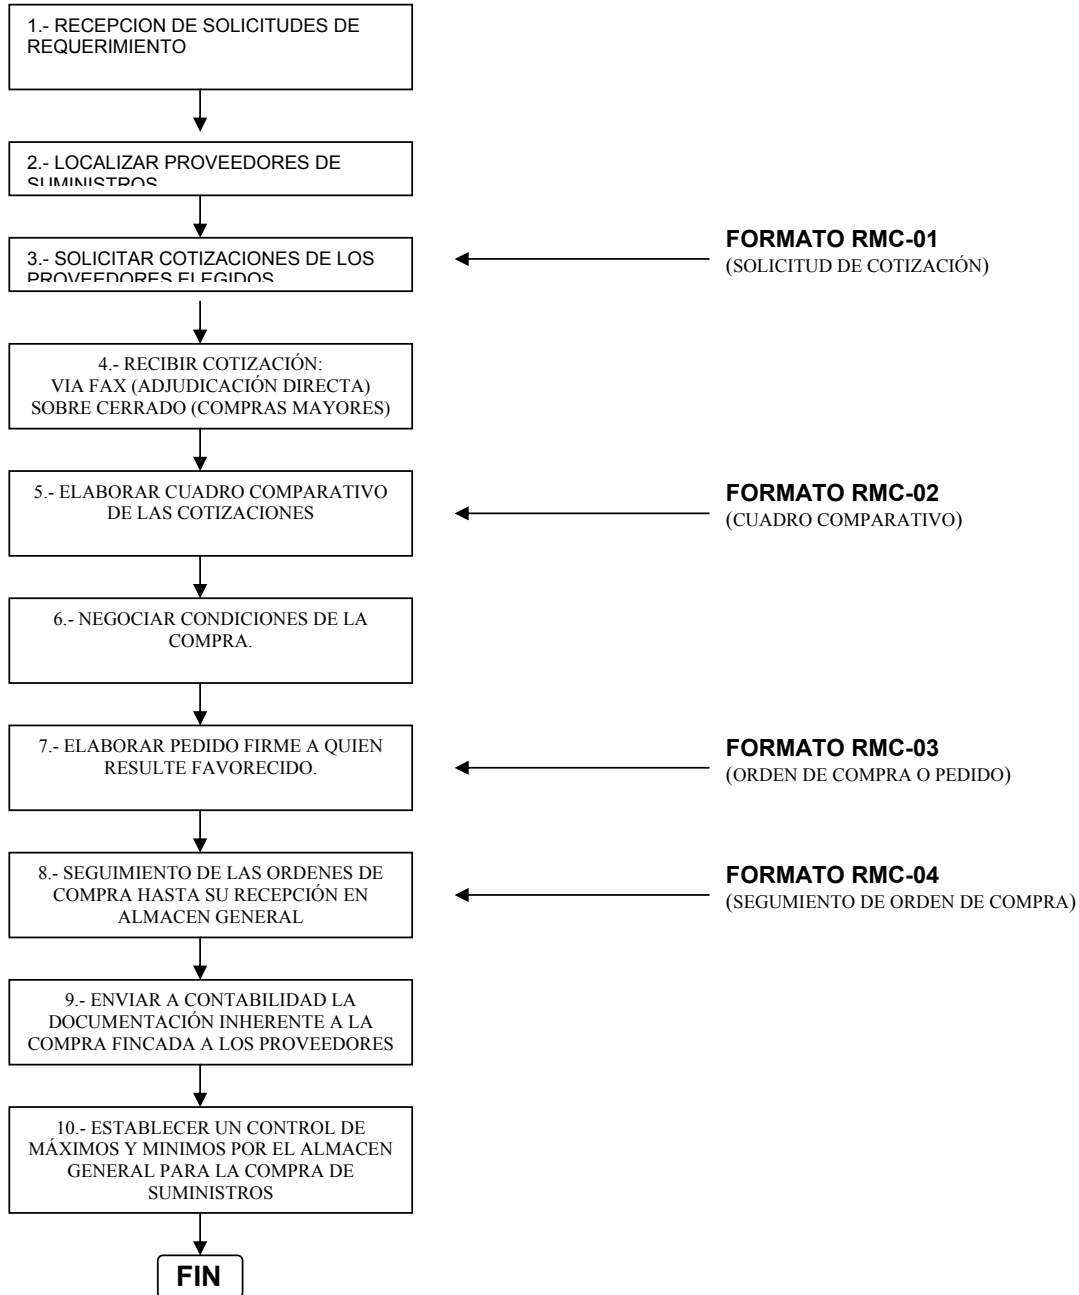 1.- RECEPCION DE SOLICITUDES DE
REQUERIMIENTO
2.- LOCALIZAR PROVEEDORES DE
SUMINISTROS
3.- SOLICITAR COTIZACIONES DE LOS
PROVEEDORES ELEGIDOS
FORMATO RMC-01
(SOLICITUD DE COTIZACIÓN)
4.- RECIBIR COTIZACIÓN:
VIA FAX (ADJUDICACIÓN DIRECTA)
SOBRE CERRADO (COMPRAS MAYORES)
5.- ELABORAR CUADRO COMPARATIVO
DE LAS COTIZACIONES
FORMATO RMC-02
(CUADRO COMPARATIVO)
6.- NEGOCIAR CONDICIONES DE LA
COMPRA.
7.- ELABORAR PEDIDO FIRME A QUIEN
RESULTE FAVORECIDO.
FORMATO RMC-03
(ORDEN DE COMPRA O PEDIDO)
8.- SEGUIMIENTO DE LAS ORDENES DE
COMPRA HASTA SU RECEPCIÓN EN
ALMACEN GENERAL
FORMATO RMC-04
(SEGUMIENTO DE ORDEN DE COMPRA)
9.- ENVIAR A CONTABILIDAD LA
DOCUMENTACIÓN INHERENTE A LA
COMPRA FINCADA A LOS PROVEEDORES
10.- ESTABLECER UN CONTROL DE
MÁXIMOS Y MINIMOS POR EL ALMACEN
GENERAL PARA LA COMPRA DE
SUMINISTROS
FIN